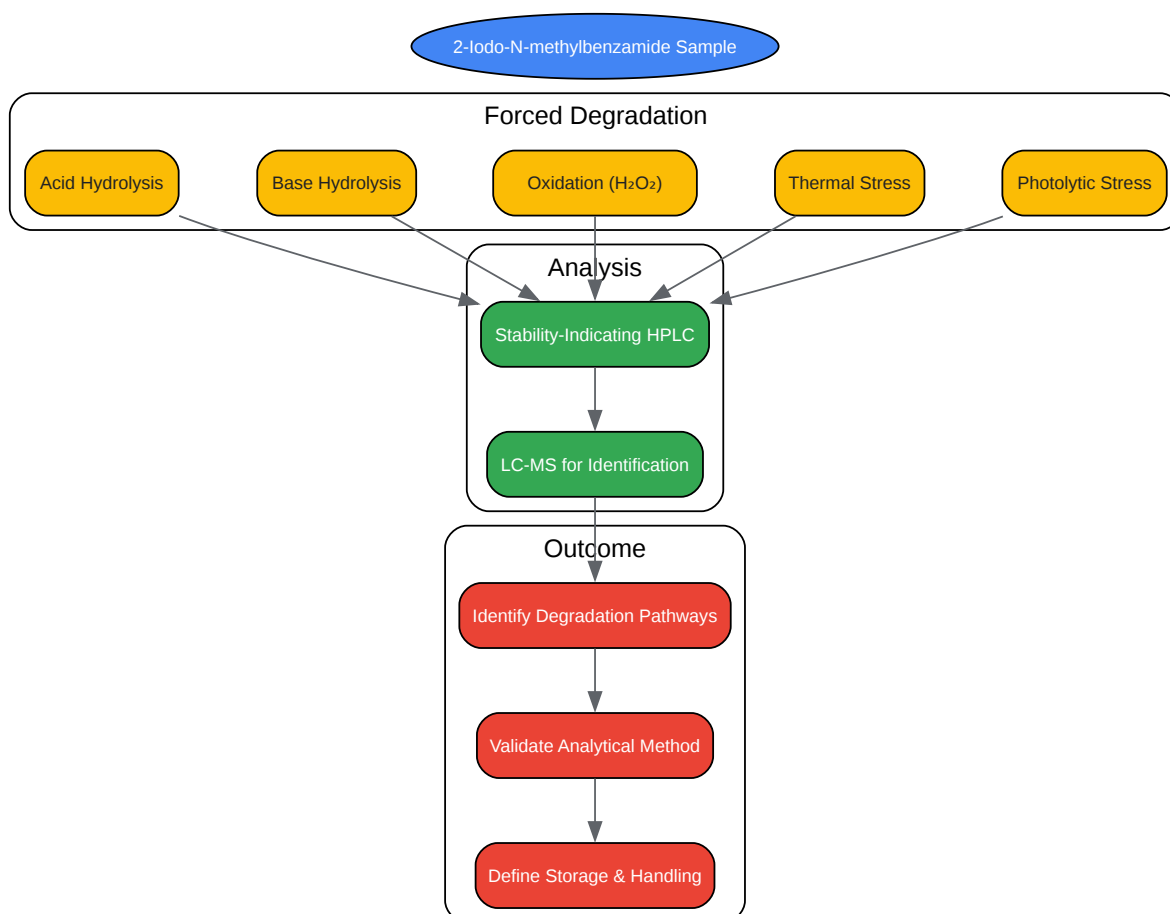 2-Iodo-N-methylbenzamide Sample
Forced Degradation
Acid Hydrolysis
Base Hydrolysis
Oxidation (H₂O₂)
Thermal Stress
Photolytic Stress
Analysis
Stability-Indicating HPLC
LC-MS for Identification
Outcome
Identify Degradation Pathways
Validate Analytical Method
Define Storage & Handling